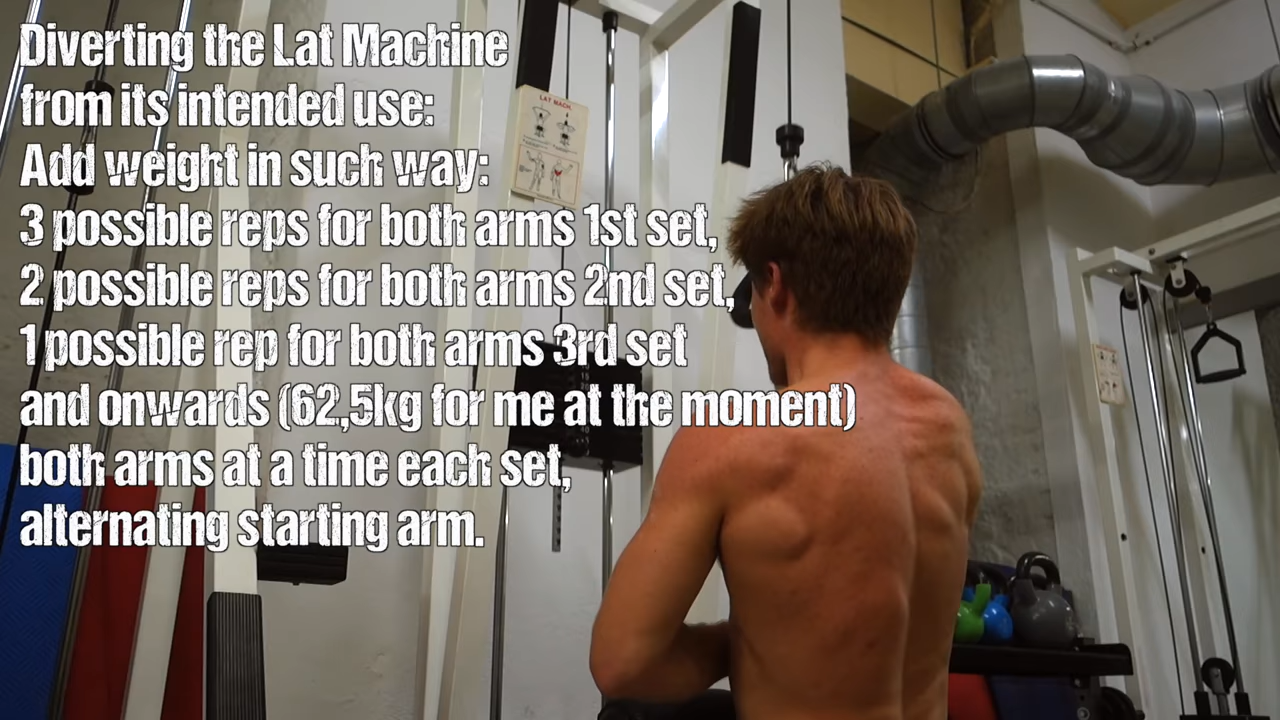 Diverting the Lat Machine
from its intended use:
Add weight in such way:
3 possible reps for both arms 1st set,
2 possible reps for both arms 2nd set,
1 possible rep for both arms 3rd set
and onwards (62,5kg for me at the moment)
both arms at a time each set,
alternating starting arm.
LAT MACH.